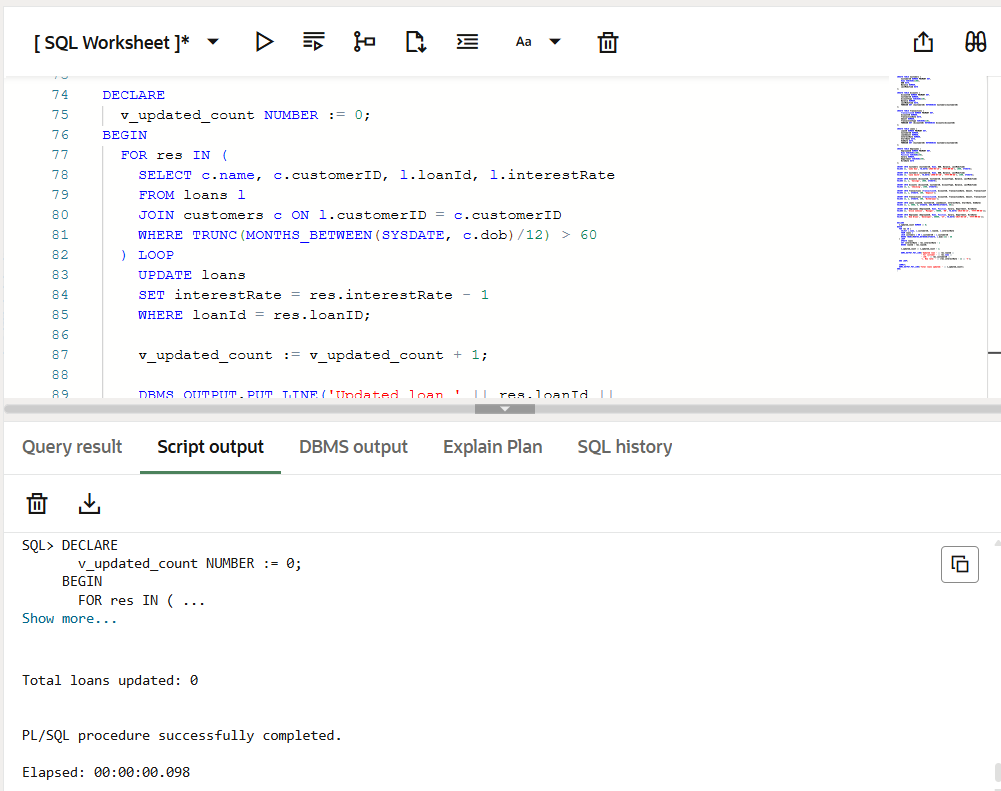 [ SQL Worksheet ]* Aa
73
74 DECLARE
75 v_updated_count NUMBER := 0;
76 BEGIN
77 FOR res IN (
78 SELECT c.name, c.customerID, l.loanId, l.interestRate
79 FROM loans l
80 JOIN customers c ON l.customerID = c.customerID
81 WHERE TRUNC(MONTHS_BETWEEN(SYSDATE, c.dob)/12) > 60
82 ) LOOP
83 UPDATE loans
84 SET interestRate = res.interestRate - 1
85 WHERE loanId = res.loanID;
86
87 v_updated_count := v_updated_count + 1;
88
89 DBMS_OUTPUT.PUT_LINE('Updated loan ' || res.loanId ||
Query result Script output DBMS output Explain Plan SQL history
SQL> DECLARE
v_updated_count NUMBER := 0;
BEGIN
FOR res IN ( ...
Show more...
Total loans updated: 0
PL/SQL procedure successfully completed.
Elapsed: 00:00:00.098